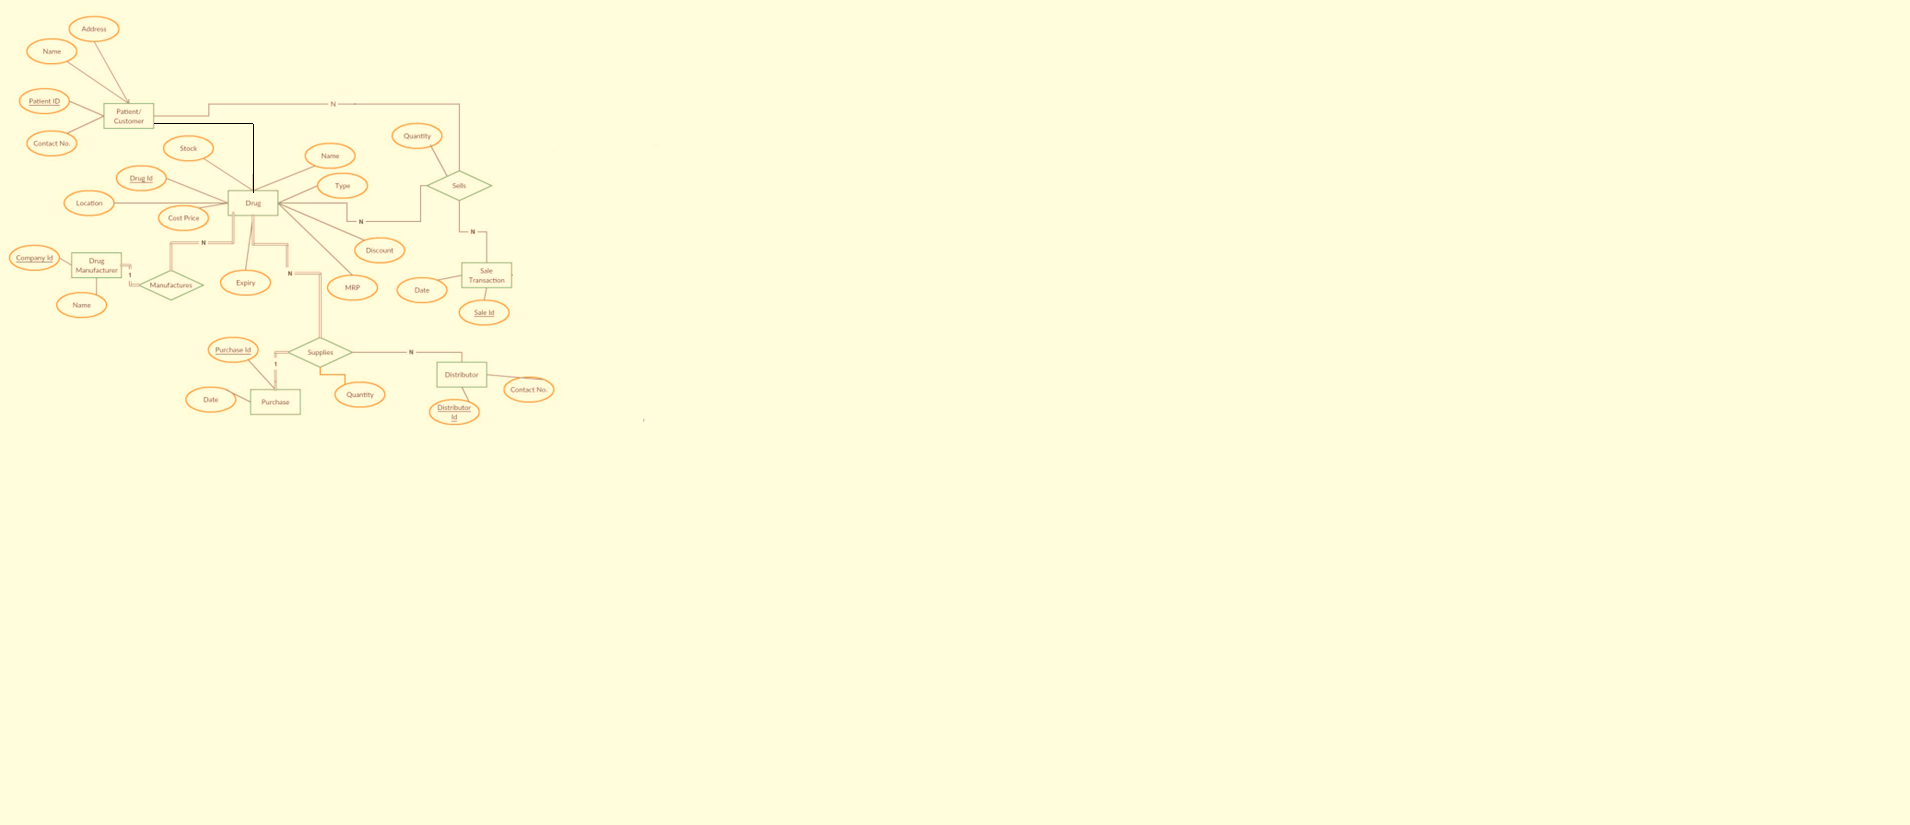 Address
Name
Patient ID
Patient/
Customer
N
Contact No.
Quantity
Stock
Name
Drug Id
Type
Sells
Location
Drug
Cost Price
N
N
N
Discount
Company Id
Drug
Manufacturer
1
Manufactures
N
Expiry
MRP
Sale
Transaction
Date
Name
Sale Id
Purchase Id
Supplies
N
1
Distributor
Contact No.
Quantity
Date
Purchase
Distributor
Id